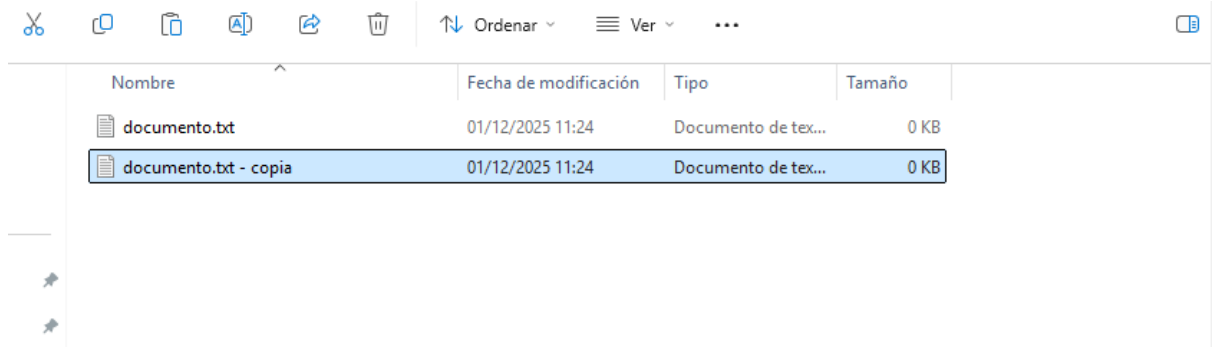 Ordenar Ver
Nombre Fecha de modificación Tipo Tamaño
documento.txt 01/12/2025 11:24 Documento de tex... 0 KB
documento.txt - copia 01/12/2025 11:24 Documento de tex... 0 KB